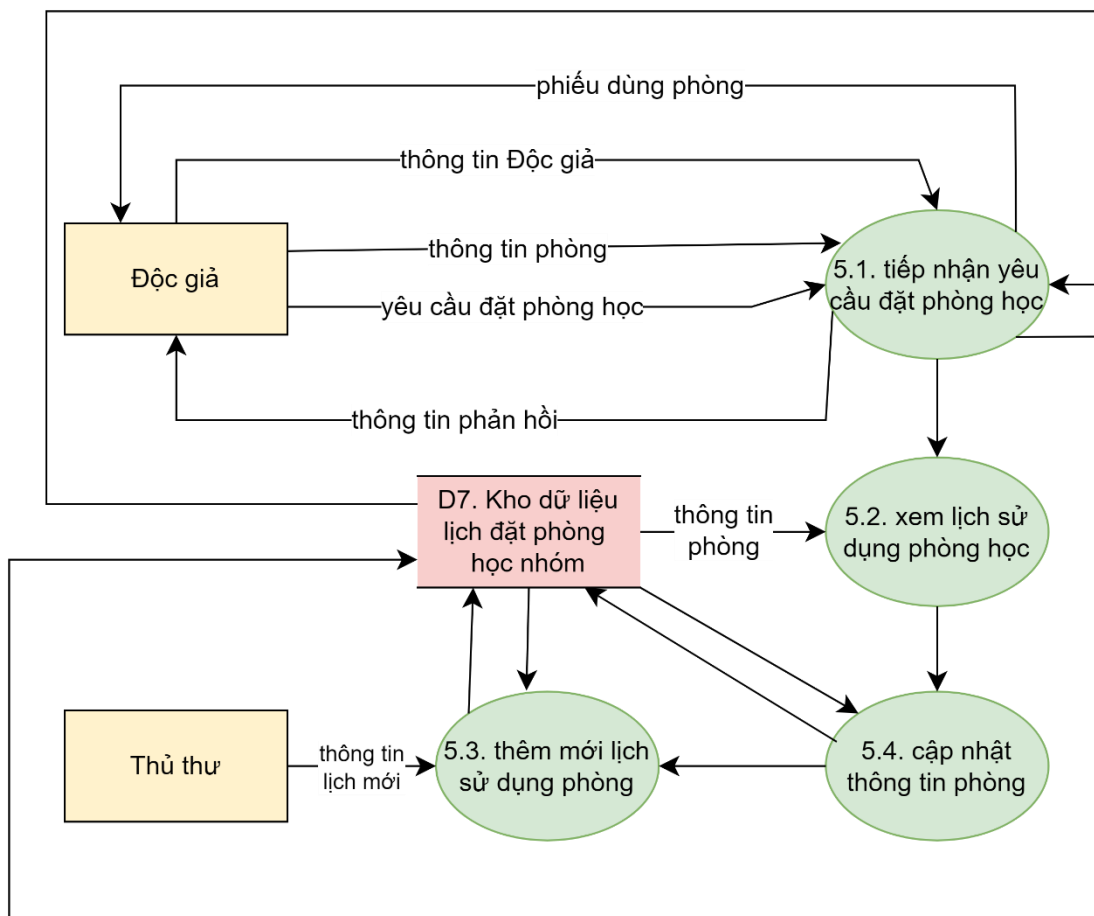 phiếu dùng phòng
thông tin Độc giả
thông tin phòng
Độc giả
5.1. tiếp nhận yêu
cầu đặt phòng học
yêu cầu đặt phòng học
thông tin phản hồi
D7. Kho dữ liệu
lịch đặt phòng
học nhóm
thông tin
phòng
5.2. xem lịch sử
dụng phòng học
Thủ thư
thông tin
lịch mới
5.3. thêm mới lịch
sử dụng phòng
5.4. cập nhật
thông tin phòng